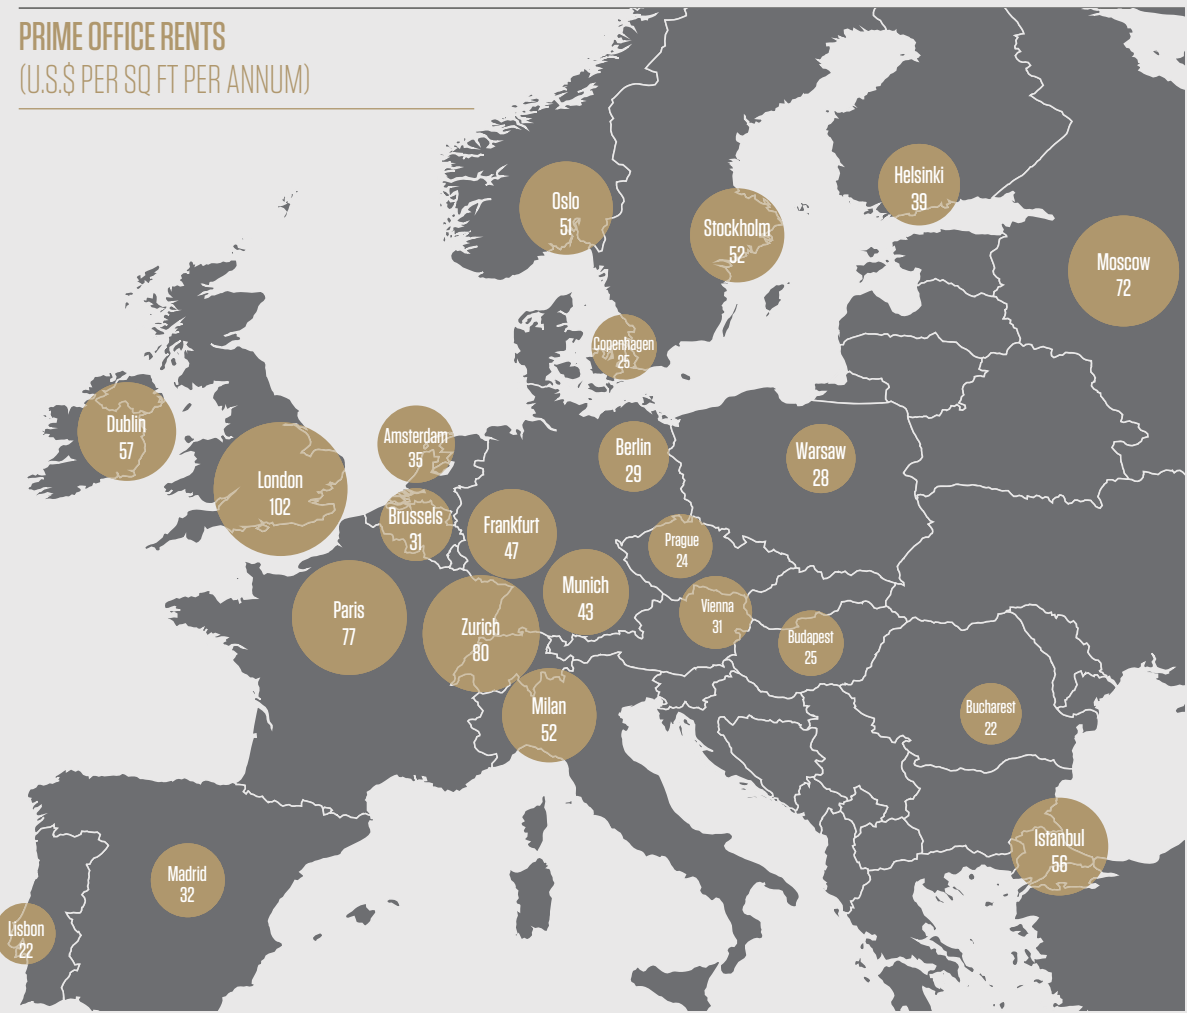 PRIME OFFICE RENTS
(U.S.$ PER SQ FT PER ANNUM)
Helsinki
39
Oslo
51
Stockholm
52
Moscow
72
Copenhagen
25
Dublin
57
Amsterdam
35
Berlin
29
Warsaw
28
London
102
Brussels
31
Frankfurt
47
Prague
24
Munich
43
Paris
77
Vienna
31
Zurich
80
Budapest
25
Milan
52
Bucharest
22
Istanbul
56
Madrid
32
Lisbon
22